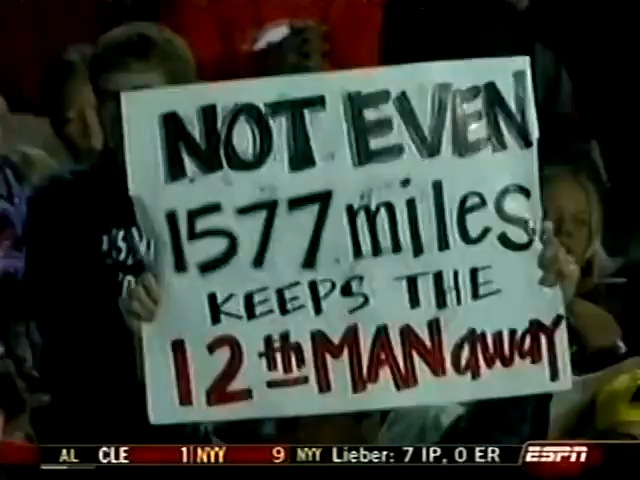 NOT EVEN
1577 miles
KEEPS THE
12th MAN away
AL CLE 1 NYY 9 NYY Lieber: 7 IP, 0 ER ESPN